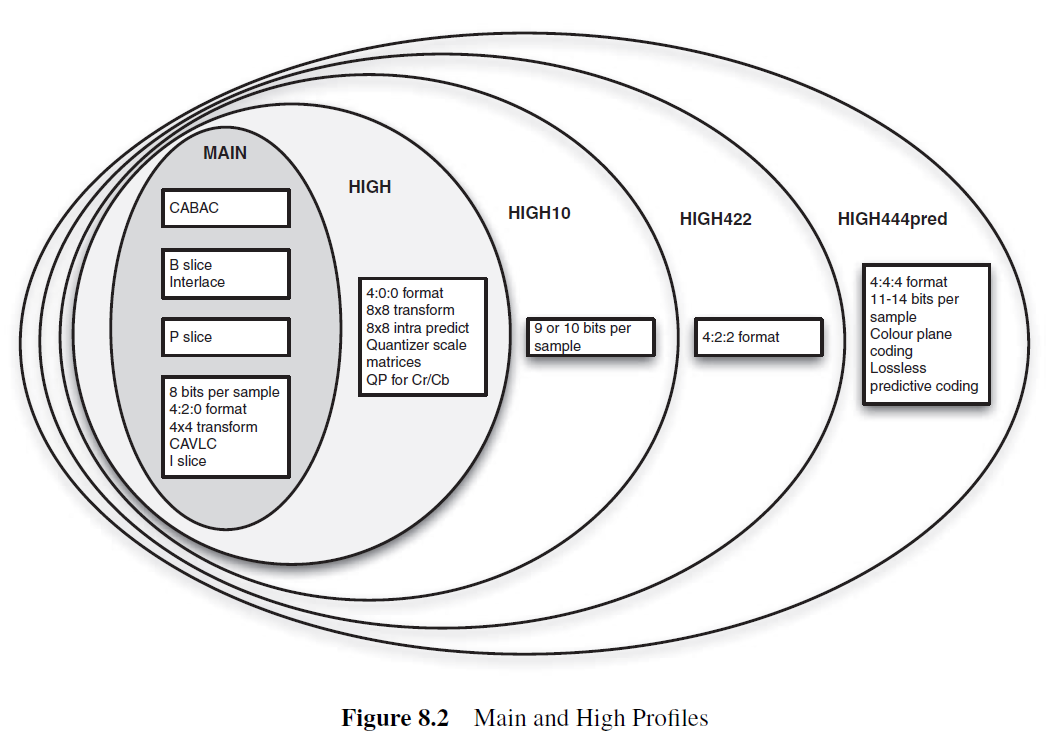 MAIN
CABAC
B slice
Interlace
P slice
8 bits per sample
4:2:0 format
4x4 transform
CAVLC
I slice
HIGH
4:0:0 format
8x8 transform
8x8 intra predict
Quantizer scale
matrices
QP for Cr/Cb
HIGH10
9 or 10 bits per
sample
HIGH422
4:2:2 format
HIGH444pred
4:4:4 format
11-14 bits per
sample
Colour plane
coding
Lossless
predictive coding
Figure 8.2 Main and High Profiles